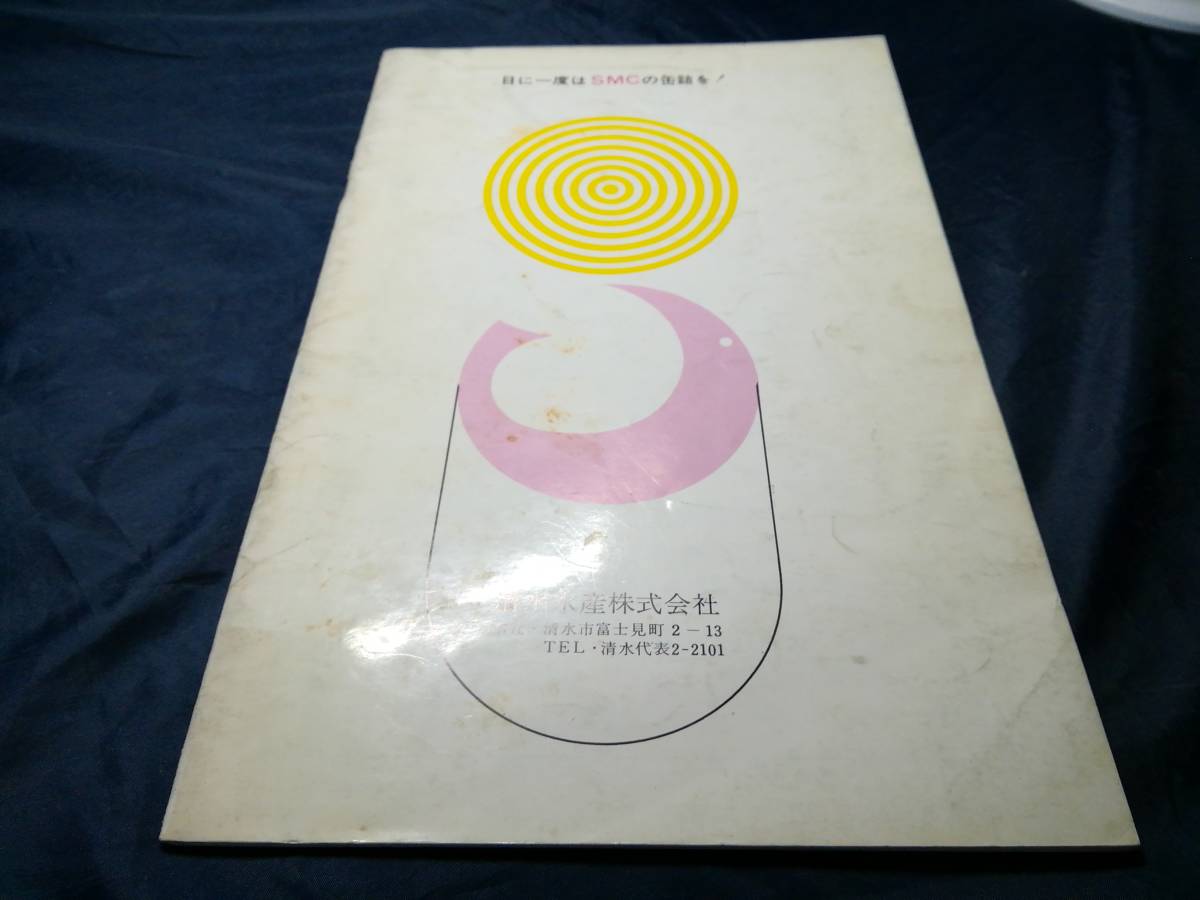 日に一度はSMCの缶詰を!
水産株式会社
清水市富士見町2-13
TEL・清水代表2-2101